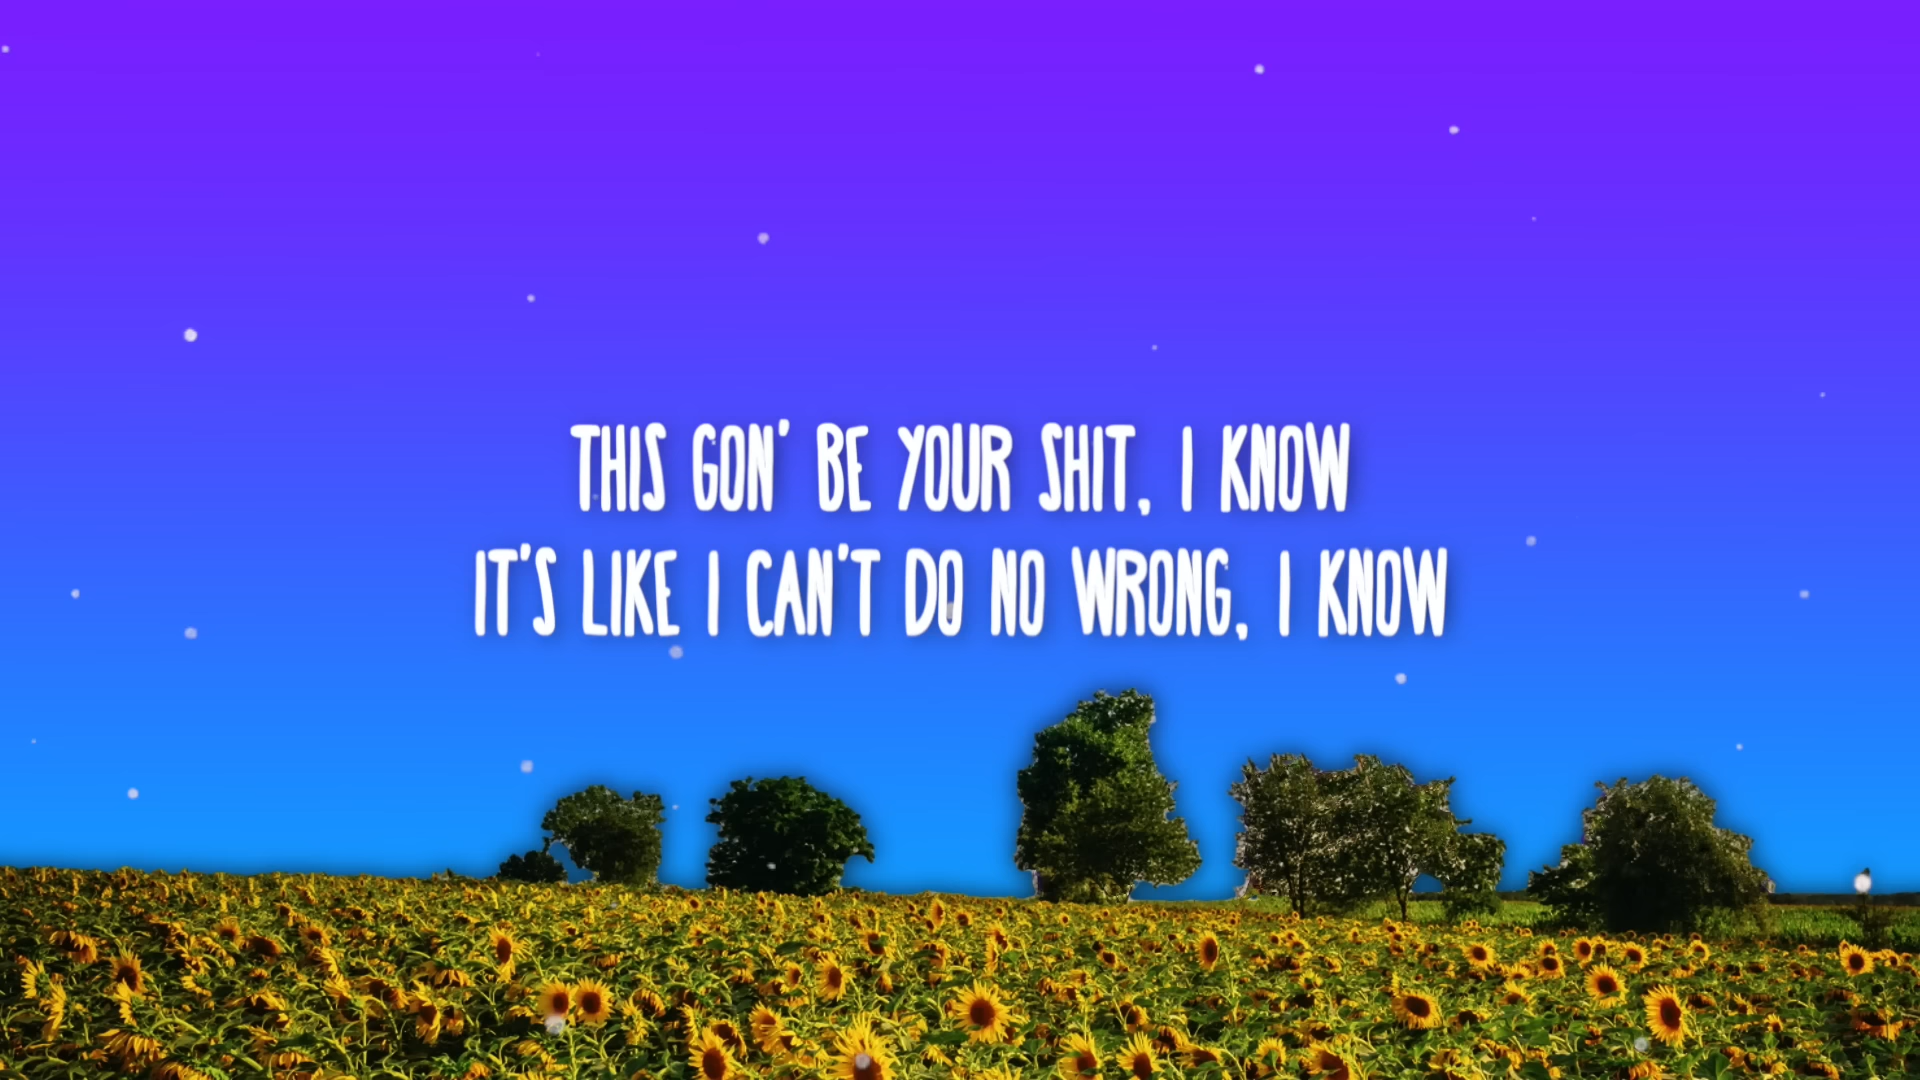 THIS GON' BE YOUR SHIT, I KNOW
IT'S LIKE I CAN'T DO NO WRONG, I KNOW